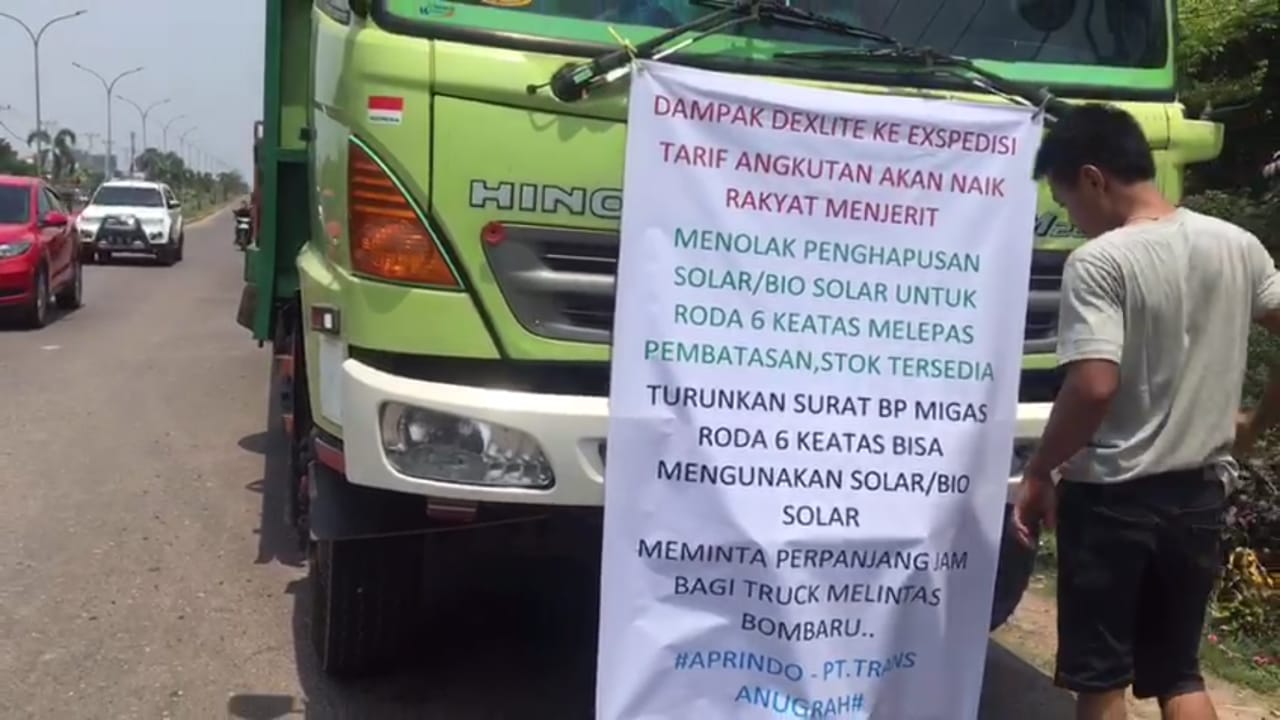 DAMPAK DEXLITE KE EXSPEDISI
TARIF ANGKUTAN AKAN NAIK
RAKYAT MENJERIT
MENOLAK PENGHAPUSAN
SOLAR/BIO SOLAR UNTUK
RODA 6 KEATAS MELEPAS
PEMBATASAN,STOK TERSEDIA
TURUNKAN SURAT BP MIGAS
RODA 6 KEATAS BISA
MENGUNAKAN SOLAR/BIO
SOLAR
MEMINTA PERPANJANG JAM
BAGI TRUCK MELINTAS
BOMBARU..
#APRINDO - PT.TRANS
ANUGRAH#
HINO